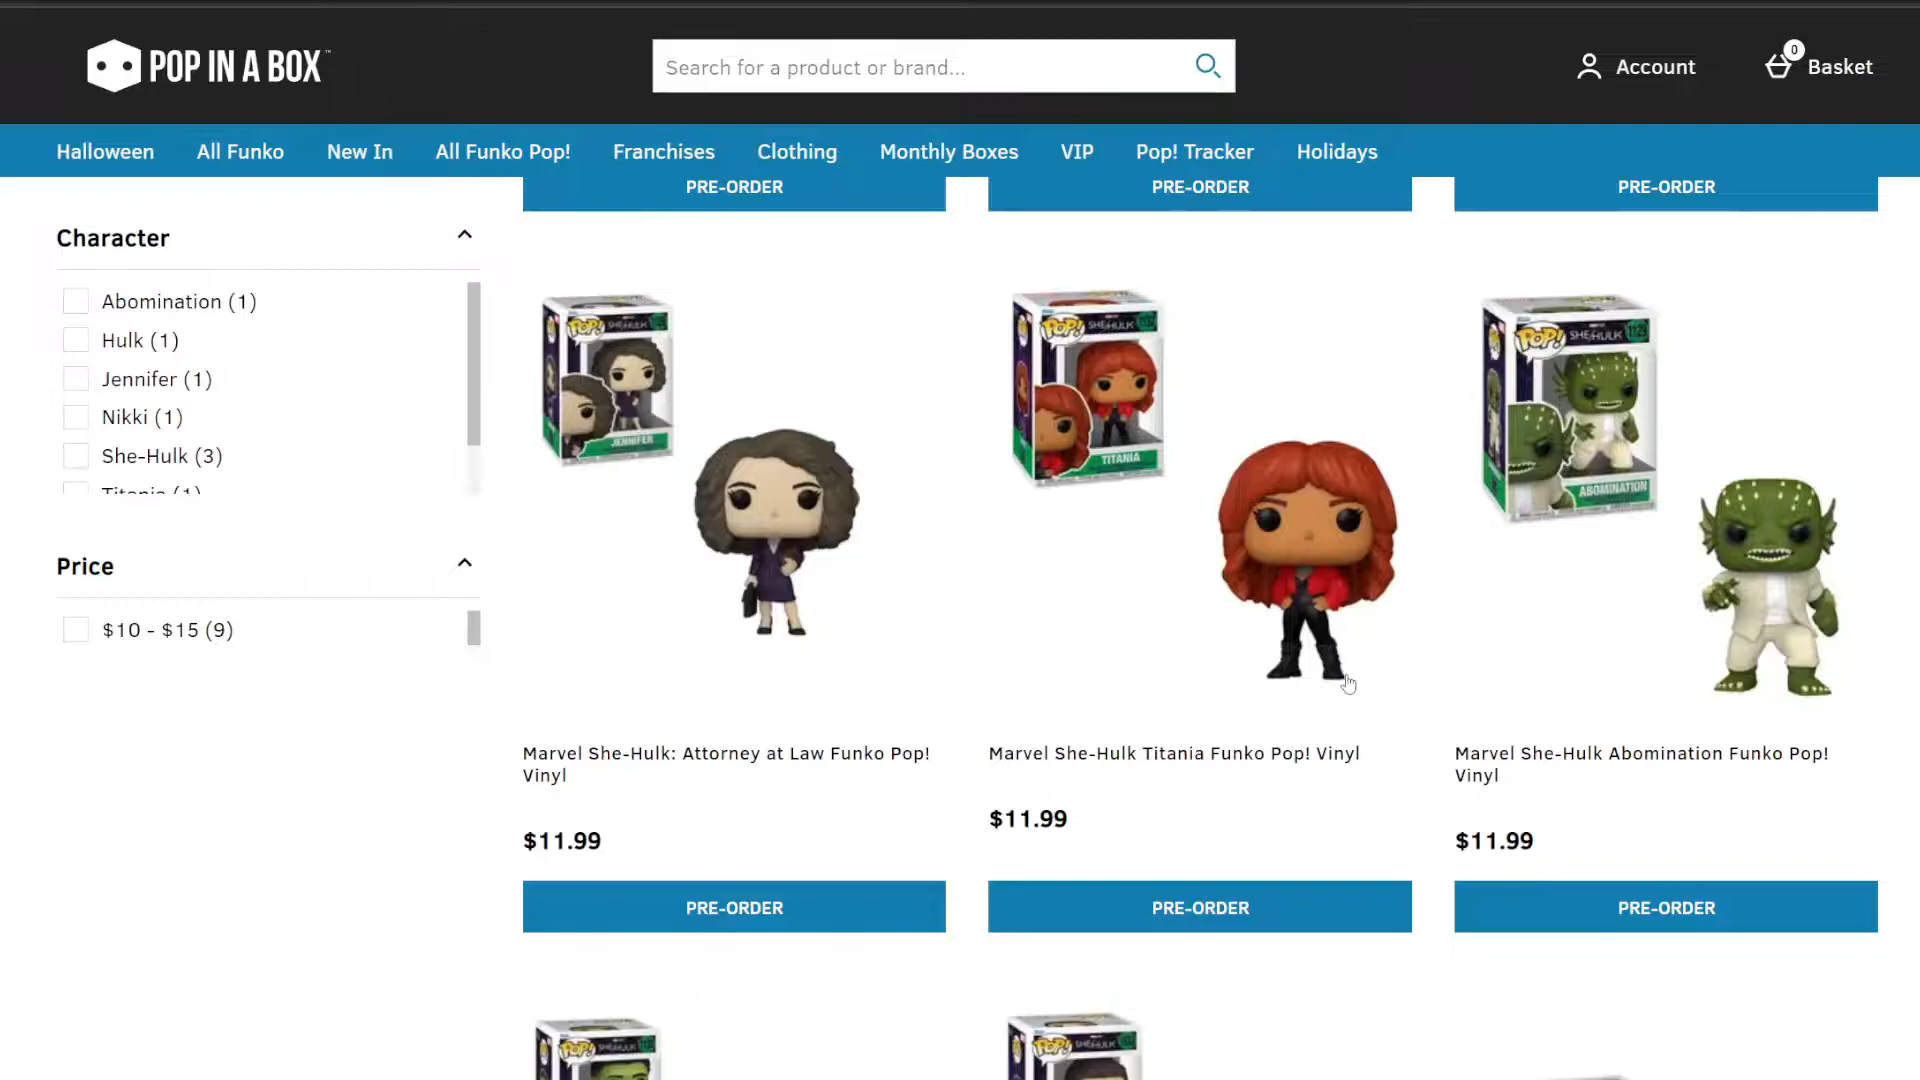 POP IN A BOX™
Search for a product or brand...
Account
0
Basket
Halloween
All Funko
New In
All Funko Pop!
Franchises
Clothing
Monthly Boxes
VIP
Pop! Tracker
Holidays
PRE-ORDER
PRE-ORDER
PRE-ORDER
Character
Abomination (1)
Hulk (1)
Jennifer (1)
Nikki (1)
She-Hulk (3)
Titania (1)
Price
$10 - $15 (9)
POP! SHE-HULK
JENNIFER
POP! SHE-HULK
TITANIA
POP! SHE-HULK 1129
ABOMINATION
Marvel She-Hulk: Attorney at Law Funko Pop!
Vinyl
$11.99
PRE-ORDER
Marvel She-Hulk Titania Funko Pop! Vinyl
$11.99
PRE-ORDER
Marvel She-Hulk Abomination Funko Pop!
Vinyl
$11.99
PRE-ORDER
POP! SHE-HULK
POP! SHE-HULK